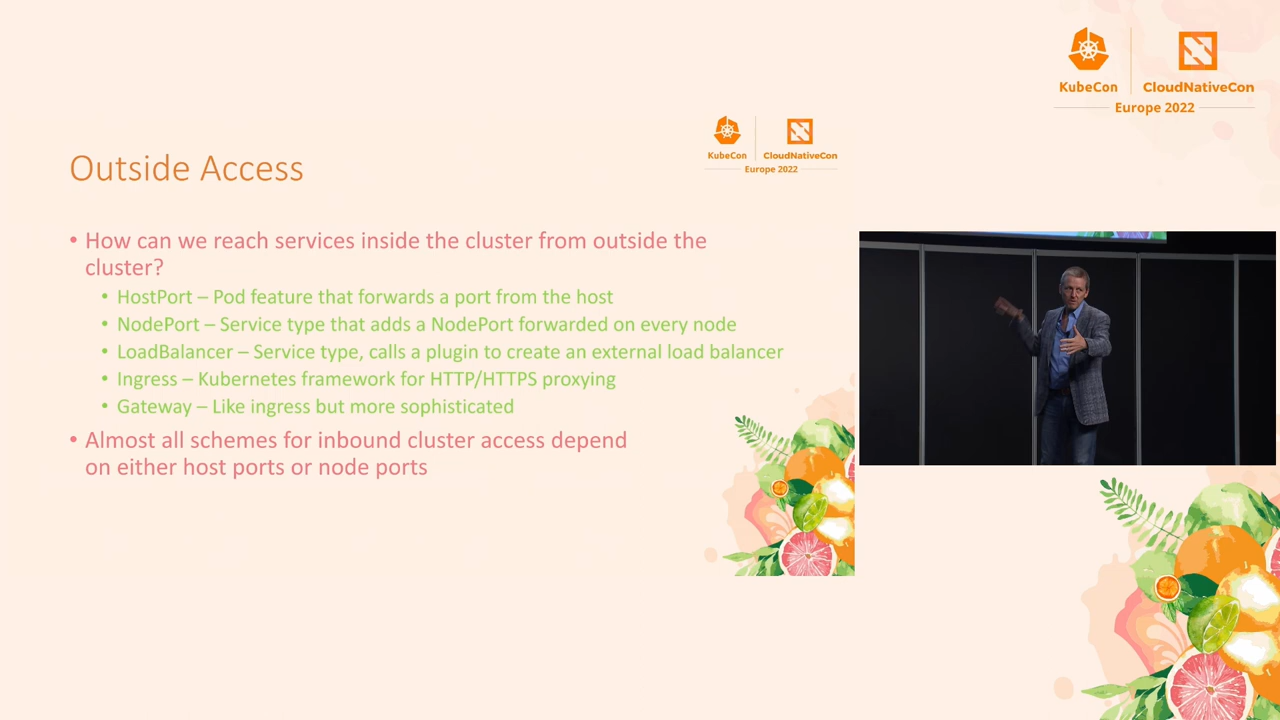 KubeCon
CloudNativeCon
Europe 2022
KubeCon
CloudNativeCon
Europe 2022
Outside Access
• How can we reach services inside the cluster from outside the
cluster?
• HostPort – Pod feature that forwards a port from the host
• NodePort – Service type that adds a NodePort forwarded on every node
• LoadBalancer – Service type, calls a plugin to create an external load balancer
• Ingress – Kubernetes framework for HTTP/HTTPS proxying
• Gateway – Like ingress but more sophisticated
• Almost all schemes for inbound cluster access depend
on either host ports or node ports